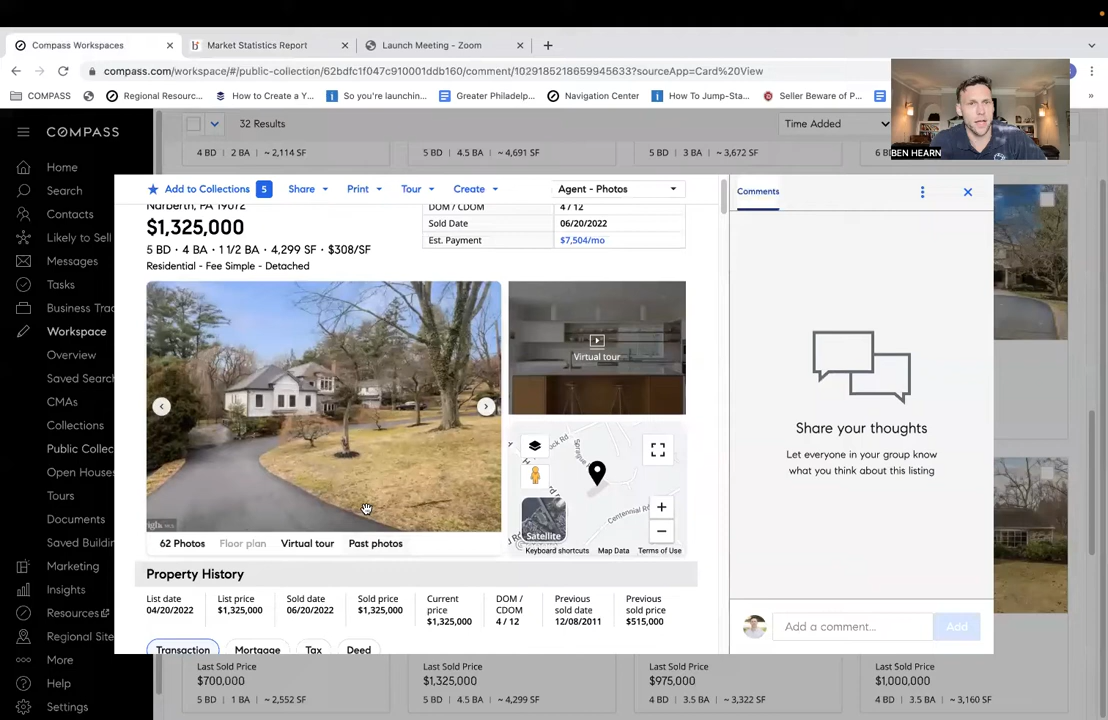 Compass Workspaces
Market Statistics Report
Launch Meeting - Zoom
compass.com/workspace/#/public-collection/62bdfc1f047c910001ddb160/comment/1029185218659945633?sourceApp=Card%20View
COMPASS
Regional Resourc...
How to Create a Y...
So you're launchin...
Greater Philadelp...
Navigation Center
How To Jump-Sta...
Seller Beware of P...
»
BEN HEARN
COMPASS
Home
Search
Contacts
Likely to Sell
Messages
Tasks
Business Tra
Workspace
Overview
Saved Searc
CMAs
Collections
Public Collec
Open Houses
Tours
Documents
Saved Buildin
Marketing
Insights
Resources
Regional Site
More
Help
Settings
32 Results
Time Added
4 BD | 2 BA | ~ 2,114 SF
5 BD | 4.5 BA | ~ 4,691 SF
5 BD | 3 BA | ~ 3,672 SF
6 B
Add to Collections
5
Share
Print
Tour
Create
Agent - Photos
Narberth, PA 19072
$1,325,000
5 BD · 4 BA · 1 1/2 BA · 4,299 SF · $308/SF
Residential - Fee Simple - Detached
DOM / CDOM
4 / 12
Sold Date
06/20/2022
Est. Payment
$7,504/mo
Virtual tour
Sprague
Centennial Rd
Satellite
Keyboard shortcuts
Map Data
Terms of Use
62 Photos
Floor plan
Virtual tour
Past photos
Property History
List date
04/20/2022
List price
$1,325,000
Sold date
06/20/2022
Sold price
$1,325,000
Current
price
$1,325,000
DOM /
CDOM
4 / 12
Previous
sold date
12/08/2011
Previous
sold price
$515,000
Transaction
Mortgage
Tax
Deed
Comments
Share your thoughts
Let everyone in your group know
what you think about this listing
Add a comment...
Add
Last Sold Price
$700,000
5 BD | 1 BA | ~ 2,552 SF
Last Sold Price
$1,325,000
5 BD | 4.5 BA | ~ 4,299 SF
Last Sold Price
$975,000
4 BD | 3.5 BA | ~ 3,322 SF
Last Sold Price
$1,000,000
4 BD | 3.5 BA | ~ 3,160 SF